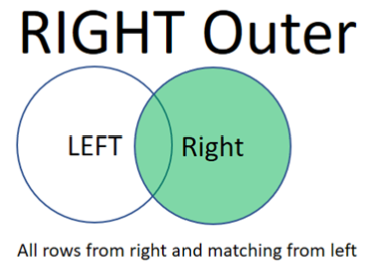 RIGHT Outer
LEFT Right
All rows from right and matching from left